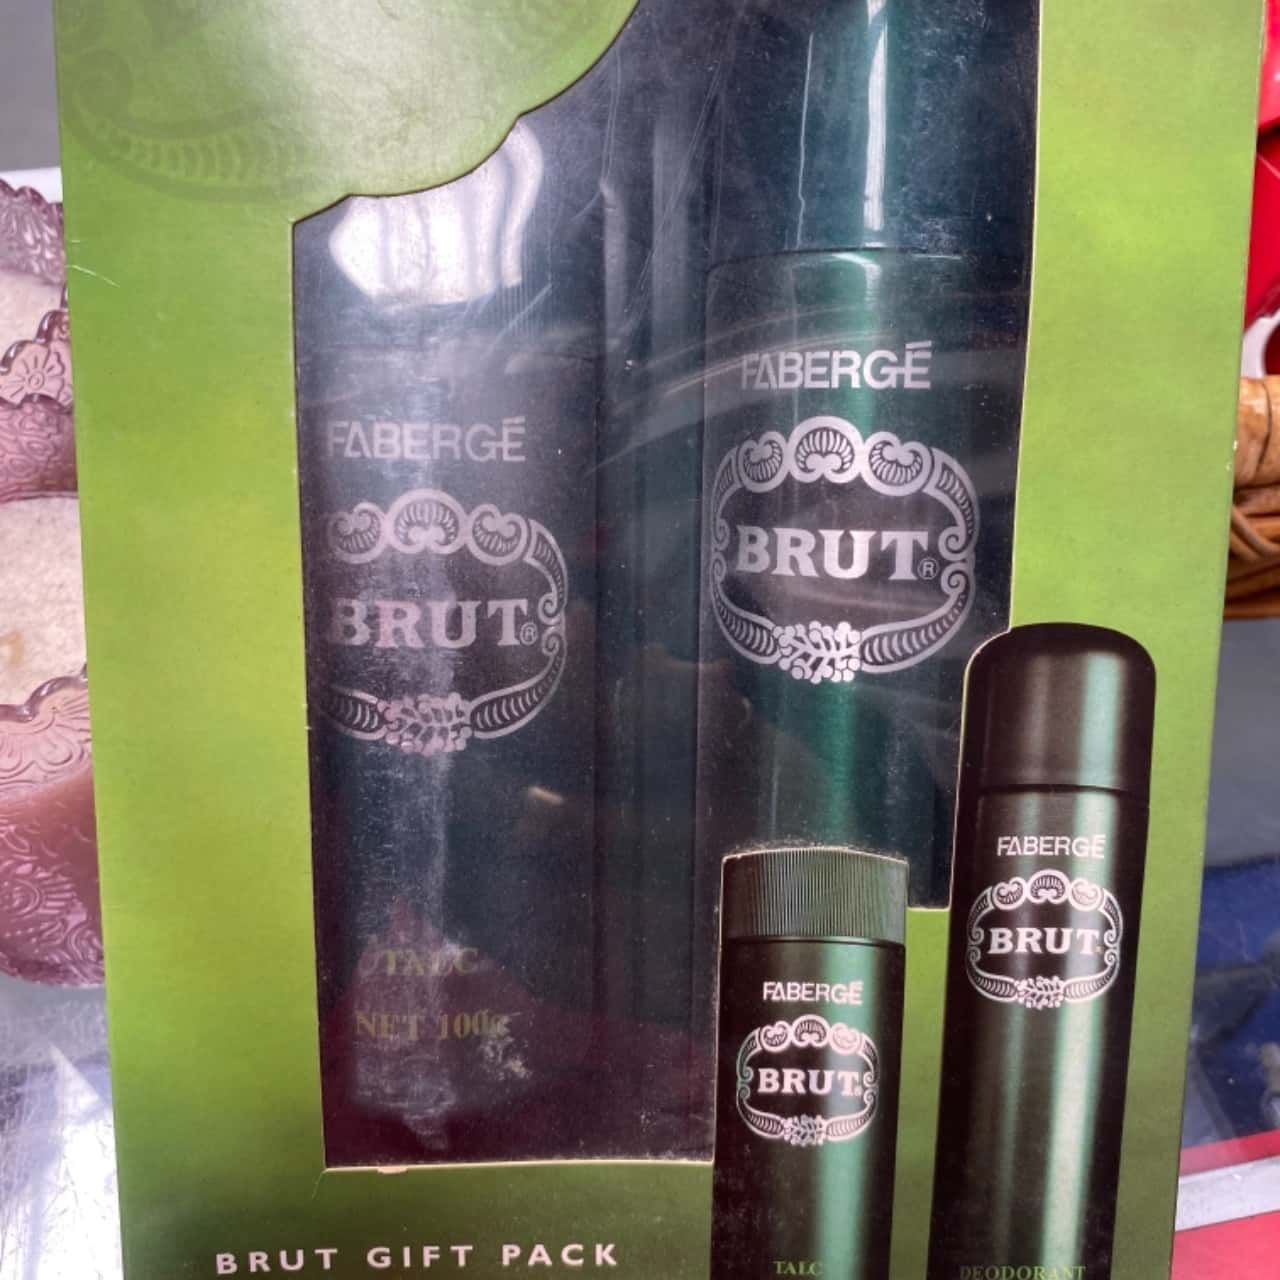 FABERGÉ
BRUT®
TALC
NET 100g
FABERGÉ
BRUT®
FABERGÉ
BRUT®
TALC
FABERGÉ
BRUT®
DEODORANT
BRUT GIFT PACK